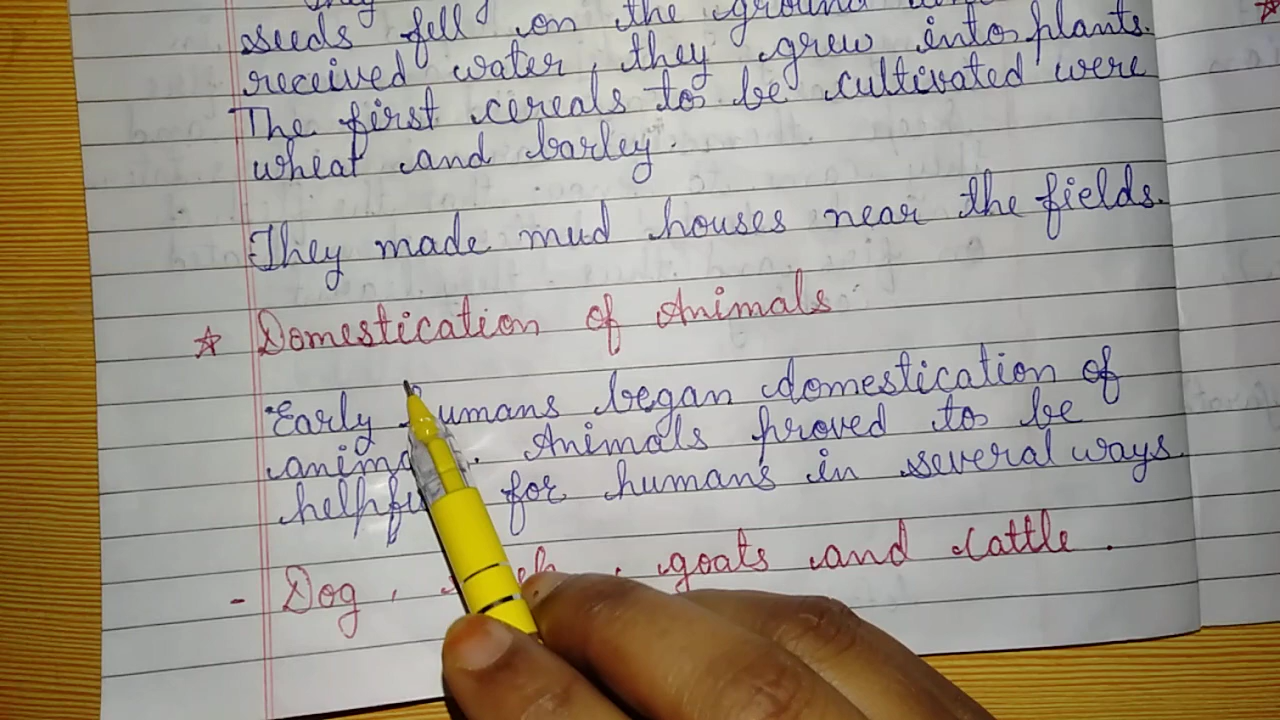 seeds fell on the ground
received water, they grew into plants.
The first cereals to be cultivated were
wheat and barley.
They made mud houses near the fields.
☆ Domestication of Animals
Early humans began domestication of
Animals proved to be
for humans in several ways.
- Dog, goats and cattle.